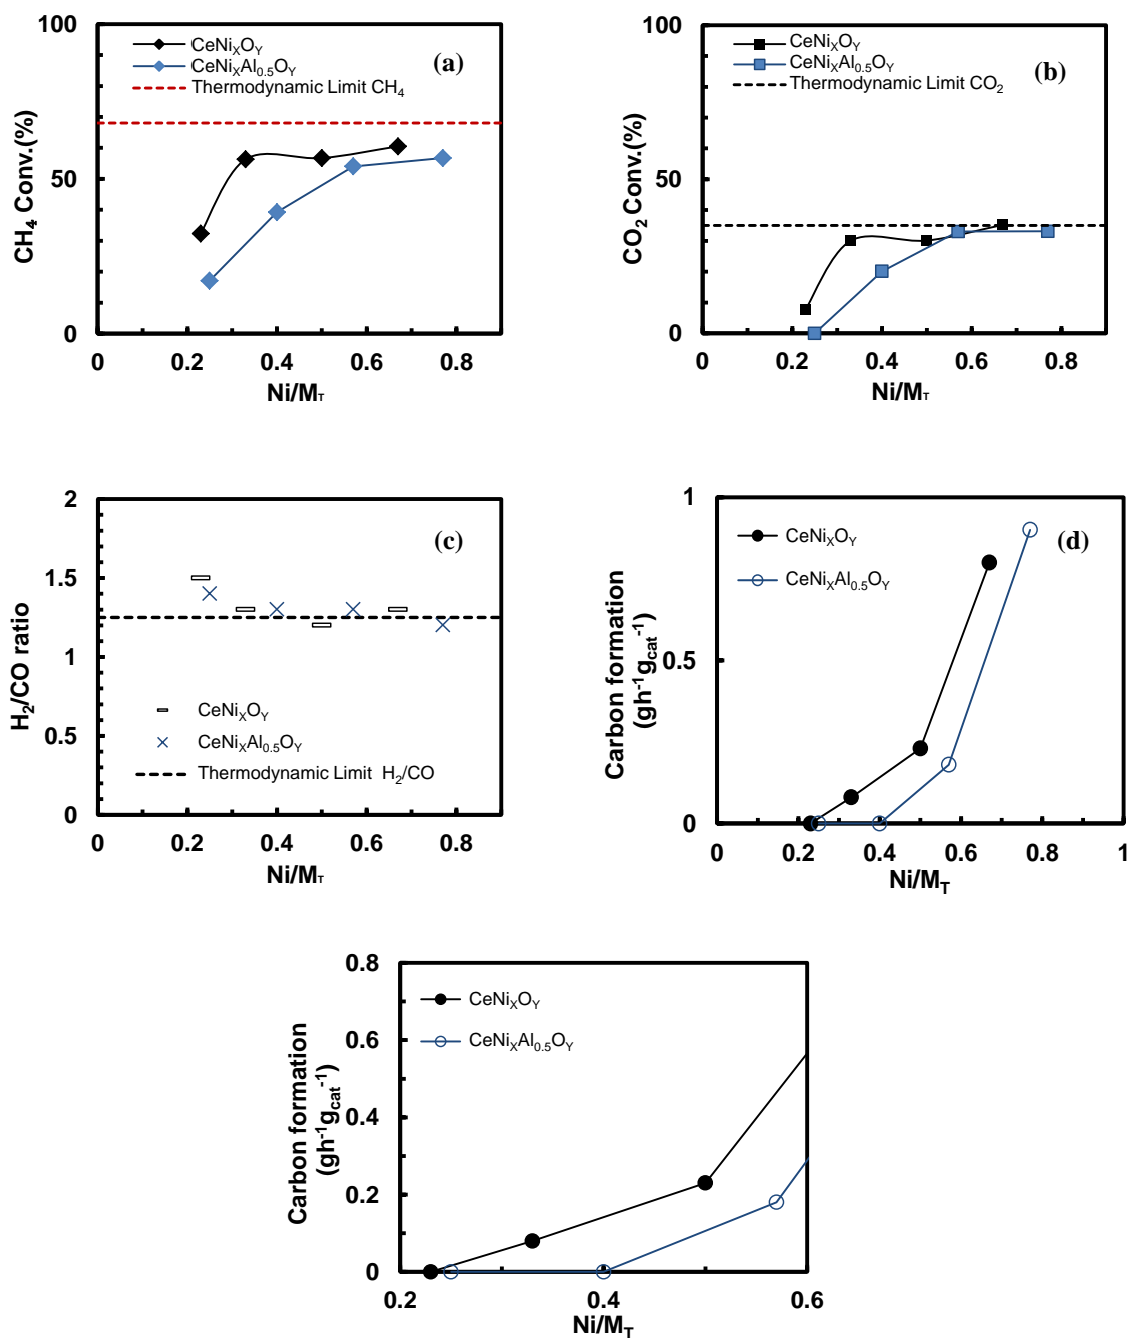 100
50
0
CH4 Conv.(%)
CeNiXOY
CeNiXAl0.5OY
Thermodynamic Limit CH4
(a)
0 0.2 0.4 0.6 0.8
Ni/MT
100
50
0
CO2 Conv.(%)
CeNiXOY
CeNiXAl0.5OY
Thermodynamic Limit CO2
(b)
0 0.2 0.4 0.6 0.8
Ni/MT
2
1.5
1
0.5
0
H2/CO ratio
(c)
CeNiXOY
CeNiXAl0.5OY
Thermodynamic Limit H2/CO
0 0.2 0.4 0.6 0.8
Ni/MT
1
0.5
0
Carbon formation
(gh-1gcat-1)
CeNiXOY
CeNiXAl0.5OY
(d)
0 0.2 0.4 0.6 0.8 1
Ni/MT
0.8
0.6
0.4
0.2
0
Carbon formation
(gh-1gcat-1)
CeNiXOY
CeNiXAl0.5OY
0.2 0.4 0.6
Ni/MT